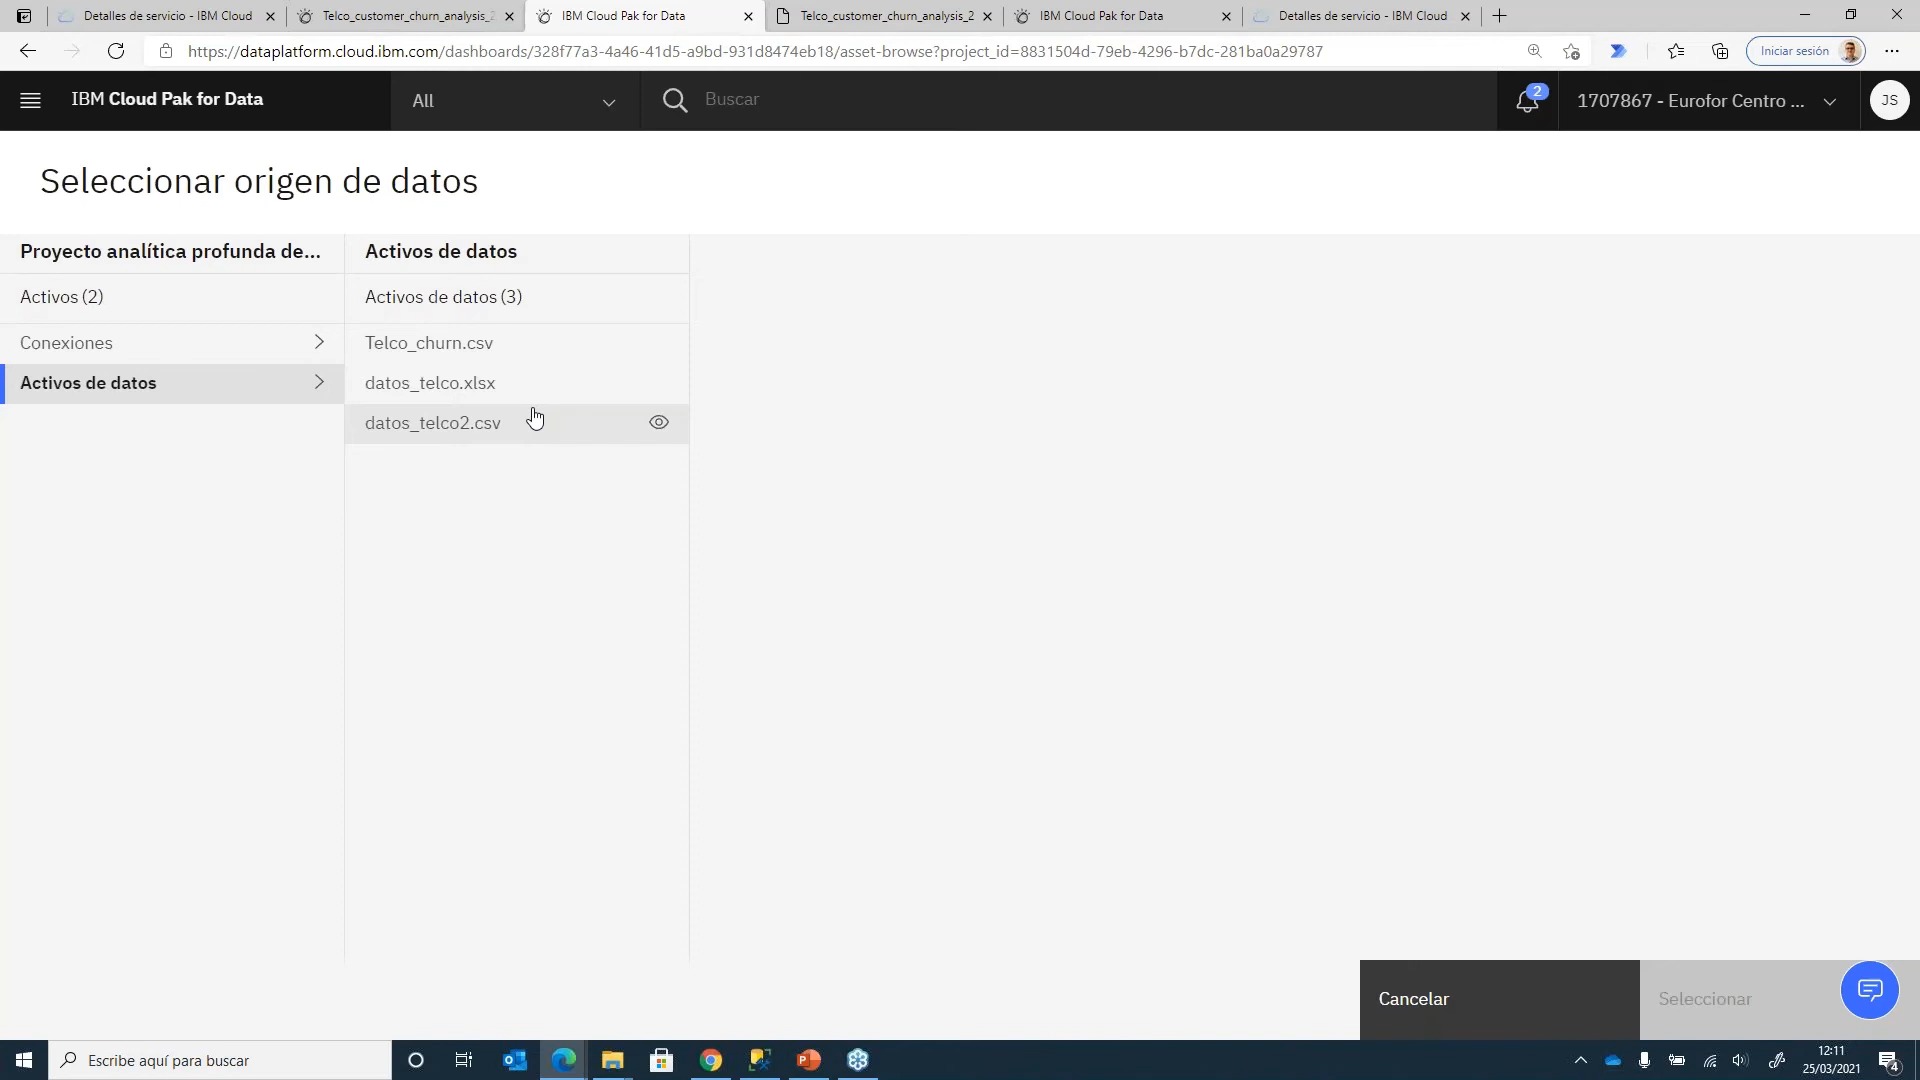 Detalles de servicio - IBM Cloud
Telco_customer_churn_analysis_2
IBM Cloud Pak for Data
Telco_customer_churn_analysis_2
IBM Cloud Pak for Data
Detalles de servicio - IBM Cloud
https://dataplatform.cloud.ibm.com/dashboards/328f77a3-4a46-41d5-a9bd-931d8474eb18/asset-browse?project_id=8831504d-79eb-4296-b7dc-281ba0a29787
Iniciar sesión
IBM Cloud Pak for Data
All
Buscar
2
1707867 - Eurofor Centro ...
JS
Seleccionar origen de datos
Proyecto analítica profunda de...
Activos de datos
Activos (2)
Activos de datos (3)
Conexiones
Telco_churn.csv
Activos de datos
datos_telco.xlsx
datos_telco2.csv
Cancelar
Seleccionar
Escribe aquí para buscar
12:11
25/03/2021
4